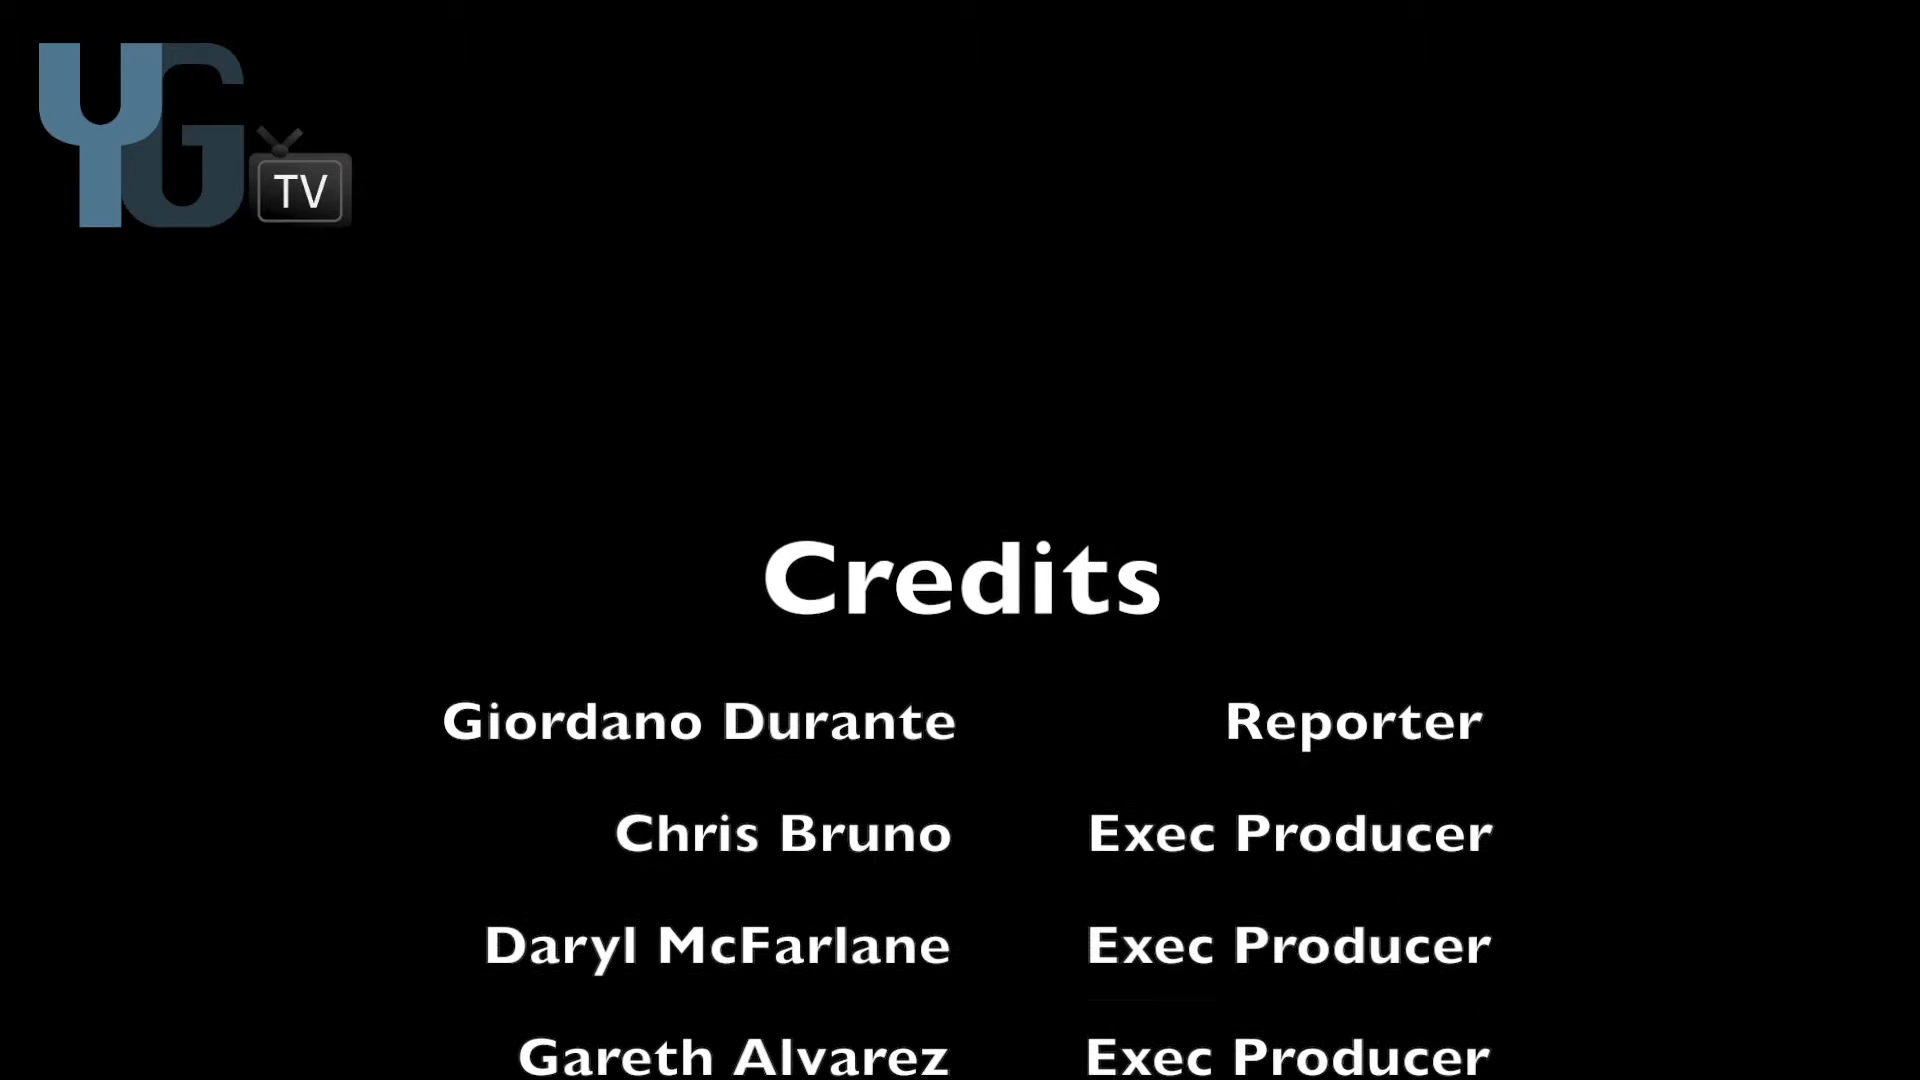 YG TV
Credits
Giordano Durante Reporter
Chris Bruno Exec Producer
Daryl McFarlane Exec Producer
Gareth Alvarez Exec Producer